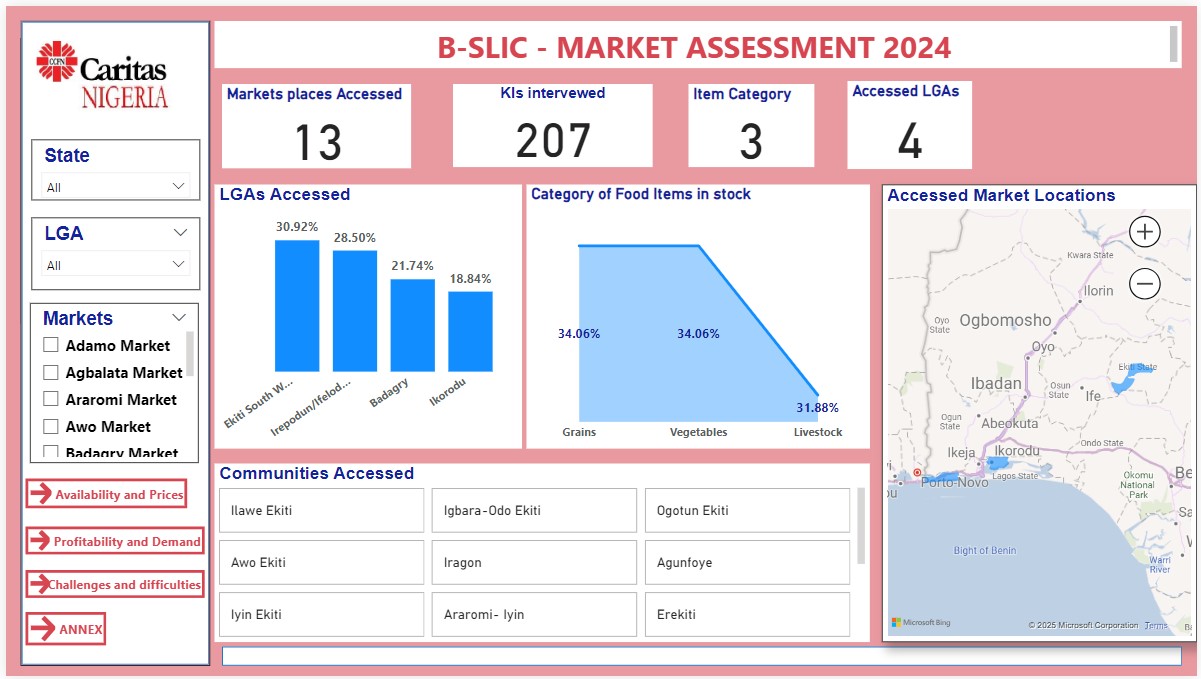 CCFN
Caritas
NIGERIA
B-SLIC - MARKET ASSESSMENT 2024
Markets places Accessed
13
KIs intervewed
207
Item Category
3
Accessed LGAs
4
State
All
LGA
All
Markets
Adamo Market
Agbalata Market
Araromi Market
Awo Market
Badagry Market
Availability and Prices
Profitability and Demand
Challenges and difficulties
ANNEX
LGAs Accessed
30.92%
28.50%
21.74%
18.84%
Ekiti South W...
Irepodun/Ifelod...
Badagry
Ikorodu
Category of Food Items in stock
34.06%
34.06%
31.88%
Grains
Vegetables
Livestock
Communities Accessed
Ilawe Ekiti
Igbara-Odo Ekiti
Ogotun Ekiti
Awo Ekiti
Iragon
Agunfoye
Iyin Ekiti
Araromi- Iyin
Erekiti
Accessed Market Locations
Kwara State
Ilorin
Oyo
State
Ogbomosho
Oyo
Ekiti State
Ibadan
Osun
State
Ife
Ogun
State
Abeokuta
Ondo State
Ikeja
Ikorodu
Lagos State
Porto-Novo
Okomu
National
Park
Be
Sa
Bight of Benin
Warri
River
Microsoft Bing
© 2025 Microsoft Corporation
Terms